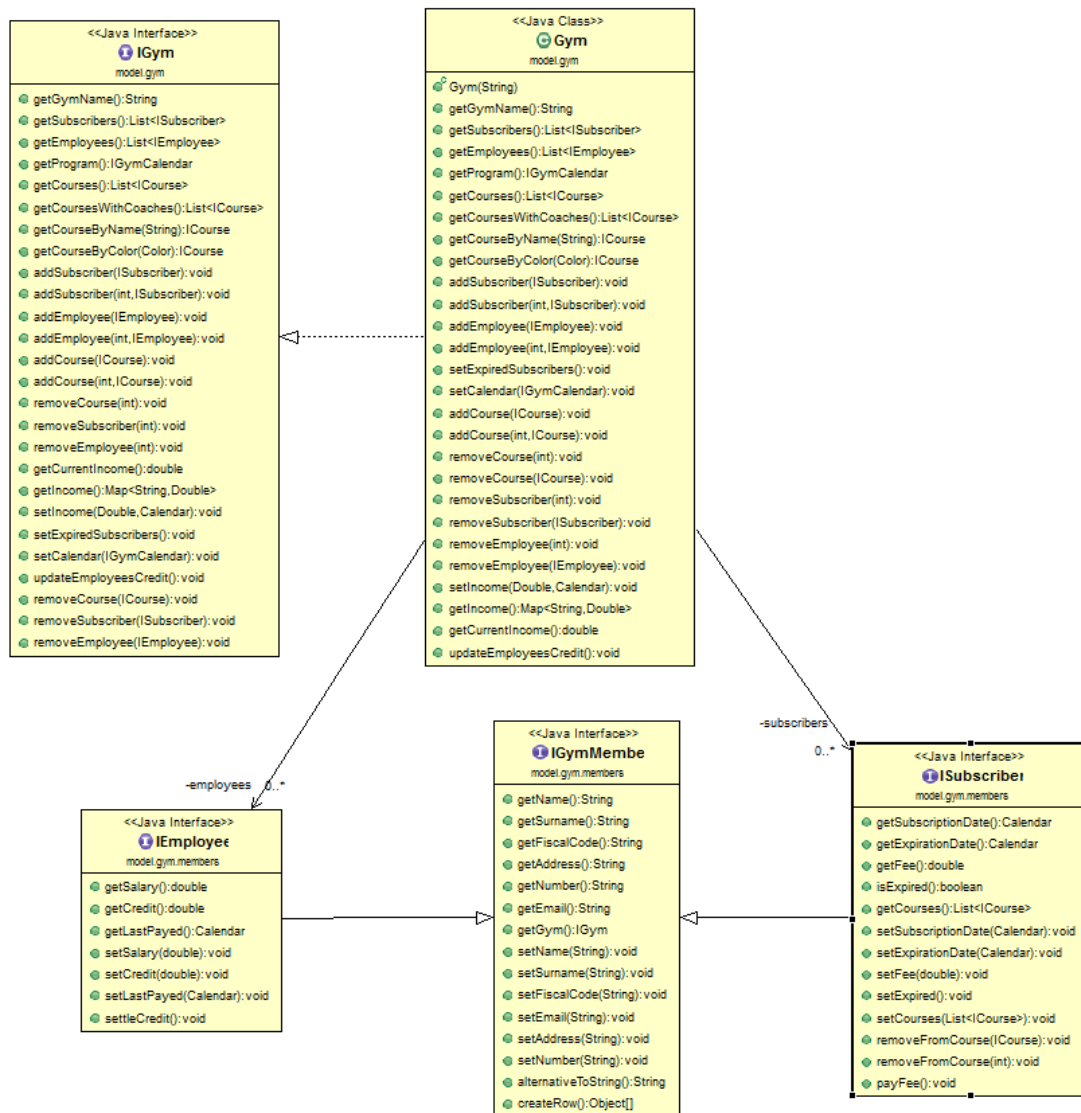 <<Java Interface>>
IGym
model.gym
getGymName():String
getSubscribers():List<ISubscriber>
getEmployees():List<IEmployee>
getProgram():IGymCalendar
getCourses():List<ICourse>
getCoursesWithCoaches():List<ICourse>
getCourseByName(String):ICourse
getCourseByColor(Color):ICourse
addSubscriber(ISubscriber):void
addSubscriber(int,ISubscriber):void
addEmployee(IEmployee):void
addEmployee(int,IEmployee):void
addCourse(ICourse):void
addCourse(int,ICourse):void
removeCourse(int):void
removeSubscriber(int):void
removeEmployee(int):void
getCurrentIncome():double
getIncome():Map<String,Double>
setIncome(Double,Calendar):void
setExpiredSubscribers():void
setCalendar(IGymCalendar):void
updateEmployeesCredit():void
removeCourse(ICourse):void
removeSubscriber(ISubscriber):void
removeEmployee(IEmployee):void
<<Java Class>>
Gym
model.gym
Gym(String)
getGymName():String
getSubscribers():List<ISubscriber>
getEmployees():List<IEmployee>
getProgram():IGymCalendar
getCourses():List<ICourse>
getCoursesWithCoaches():List<ICourse>
getCourseByName(String):ICourse
getCourseByColor(Color):ICourse
addSubscriber(ISubscriber):void
addSubscriber(int,ISubscriber):void
addEmployee(IEmployee):void
addEmployee(int,IEmployee):void
setExpiredSubscribers():void
setCalendar(IGymCalendar):void
addCourse(ICourse):void
addCourse(int,ICourse):void
removeCourse(int):void
removeCourse(ICourse):void
removeSubscriber(int):void
removeSubscriber(ISubscriber):void
removeEmployee(int):void
removeEmployee(IEmployee):void
setIncome(Double,Calendar):void
getIncome():Map<String,Double>
getCurrentIncome():double
updateEmployeesCredit():void
-employees 0..*
-subscribers
0..*
<<Java Interface>>
IEmployee
model.gym.members
getSalary():double
getCredit():double
getLastPayed():Calendar
setSalary(double):void
setCredit(double):void
setLastPayed(Calendar):void
settleCredit():void
<<Java Interface>>
IGymMembe
model.gym.members
getName():String
getSurname():String
getFiscalCode():String
getAddress():String
getNumber():String
getEmail():String
getGym():IGym
setName(String):void
setSurname(String):void
setFiscalCode(String):void
setEmail(String):void
setAddress(String):void
setNumber(String):void
alternativeToString():String
createRow():Object[]
<<Java Interface>>
ISubscriber
model.gym.members
getSubscriptionDate():Calendar
getExpirationDate():Calendar
getFee():double
isExpired():boolean
getCourses():List<ICourse>
setSubscriptionDate(Calendar):void
setExpirationDate(Calendar):void
setFee(double):void
setExpired():void
setCourses(List<ICourse>):void
removeFromCourse(ICourse):void
removeFromCourse(int):void
payFee():void